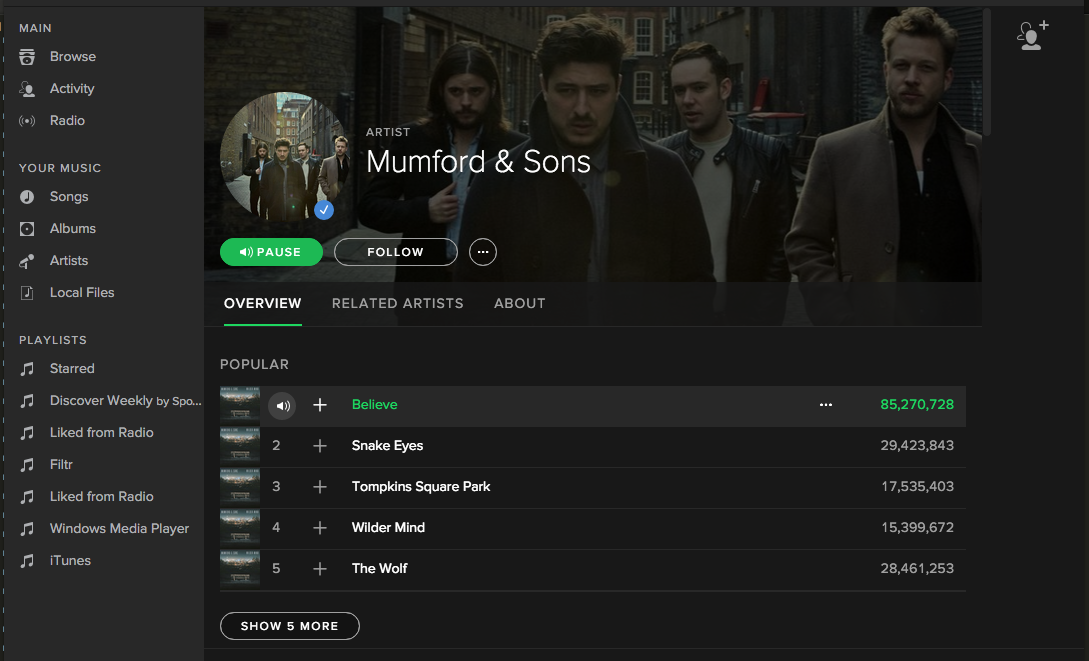 MAIN
Browse
Activity
Radio
YOUR MUSIC
Songs
Albums
Artists
Local Files
PLAYLISTS
Starred
Discover Weekly by Spo...
Liked from Radio
Filtr
Liked from Radio
Windows Media Player
iTunes
ARTIST
Mumford & Sons
PAUSE
FOLLOW
OVERVIEW RELATED ARTISTS ABOUT
POPULAR
Believe 85,270,728
2 Snake Eyes 29,423,843
3 Tompkins Square Park 17,535,403
4 Wilder Mind 15,399,672
5 The Wolf 28,461,253
SHOW 5 MORE